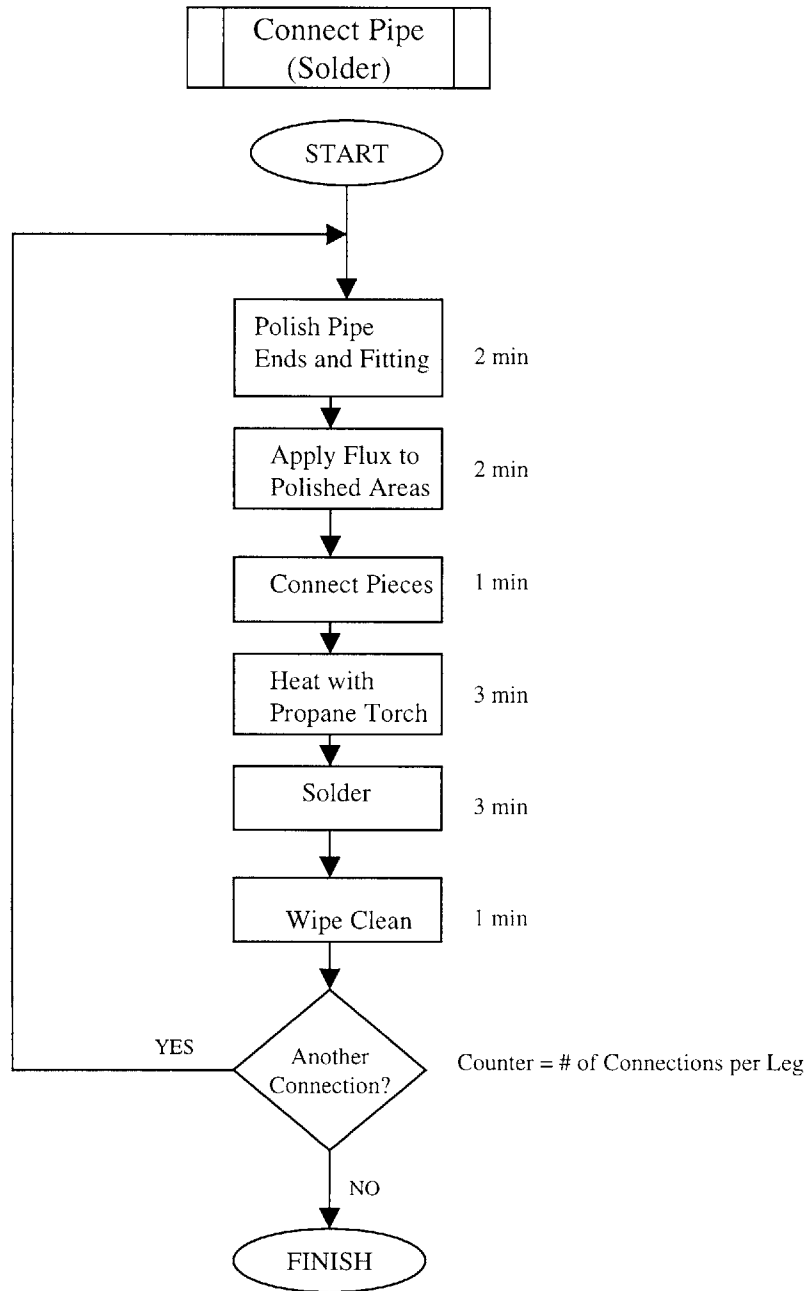 Connect Pipe
(Solder)
START
Polish Pipe
Ends and Fitting
2 min
Apply Flux to
Polished Areas
2 min
Connect Pieces
1 min
Heat with
Propane Torch
3 min
Solder
3 min
Wipe Clean
1 min
YES
Another
Connection?
Counter = # of Connections per Leg
NO
FINISH